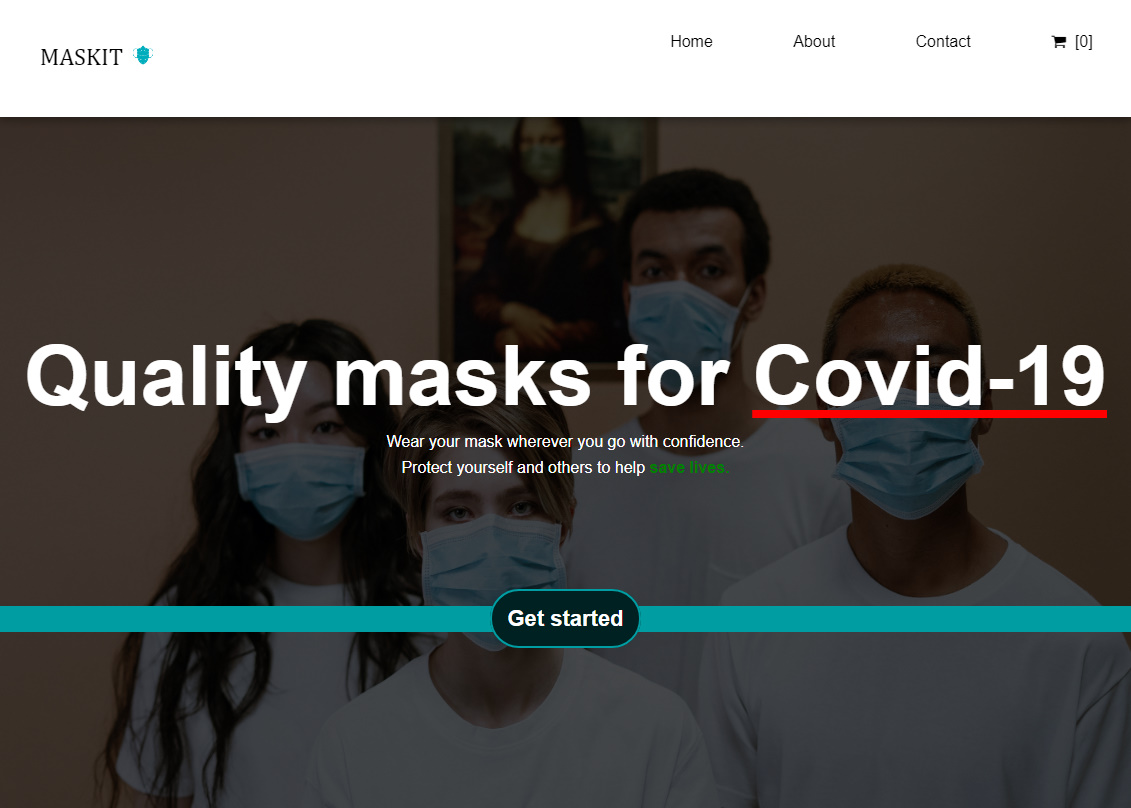 MASKIT
Home
About
Contact
[0]
Quality masks for Covid-19
Wear your mask wherever you go with confidence.
Protect yourself and others to help save lives.
Get started